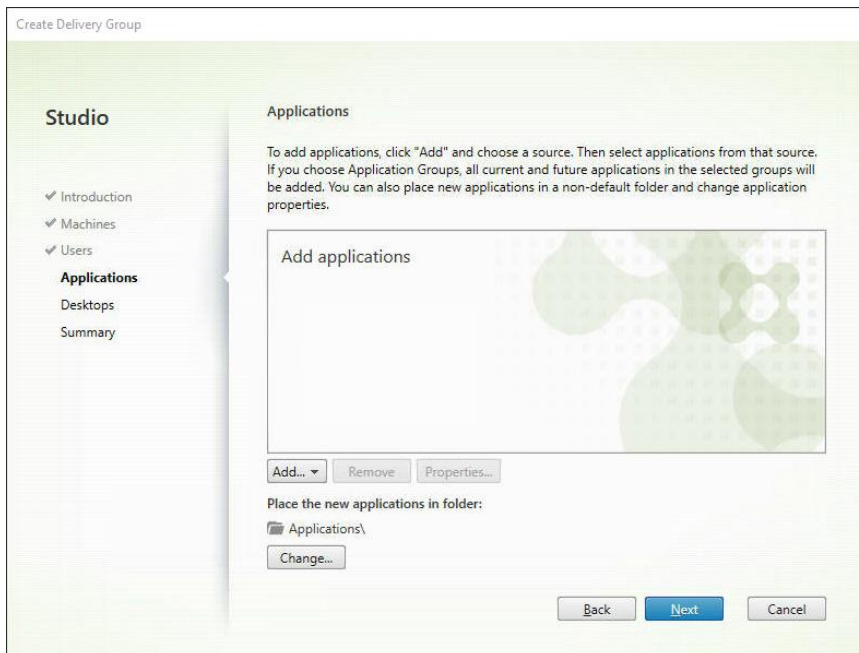 Create Delivery Group
Studio
Introduction
Machines
Users
Applications
Desktops
Summary
Applications
To add applications, click "Add" and choose a source. Then select applications from that source.
If you choose Application Groups, all current and future applications in the selected groups will
be added. You can also place new applications in a non-default folder and change application
properties.
Add applications
Add...
Remove
Properties...
Place the new applications in folder:
Applications\
Change...
Back
Next
Cancel